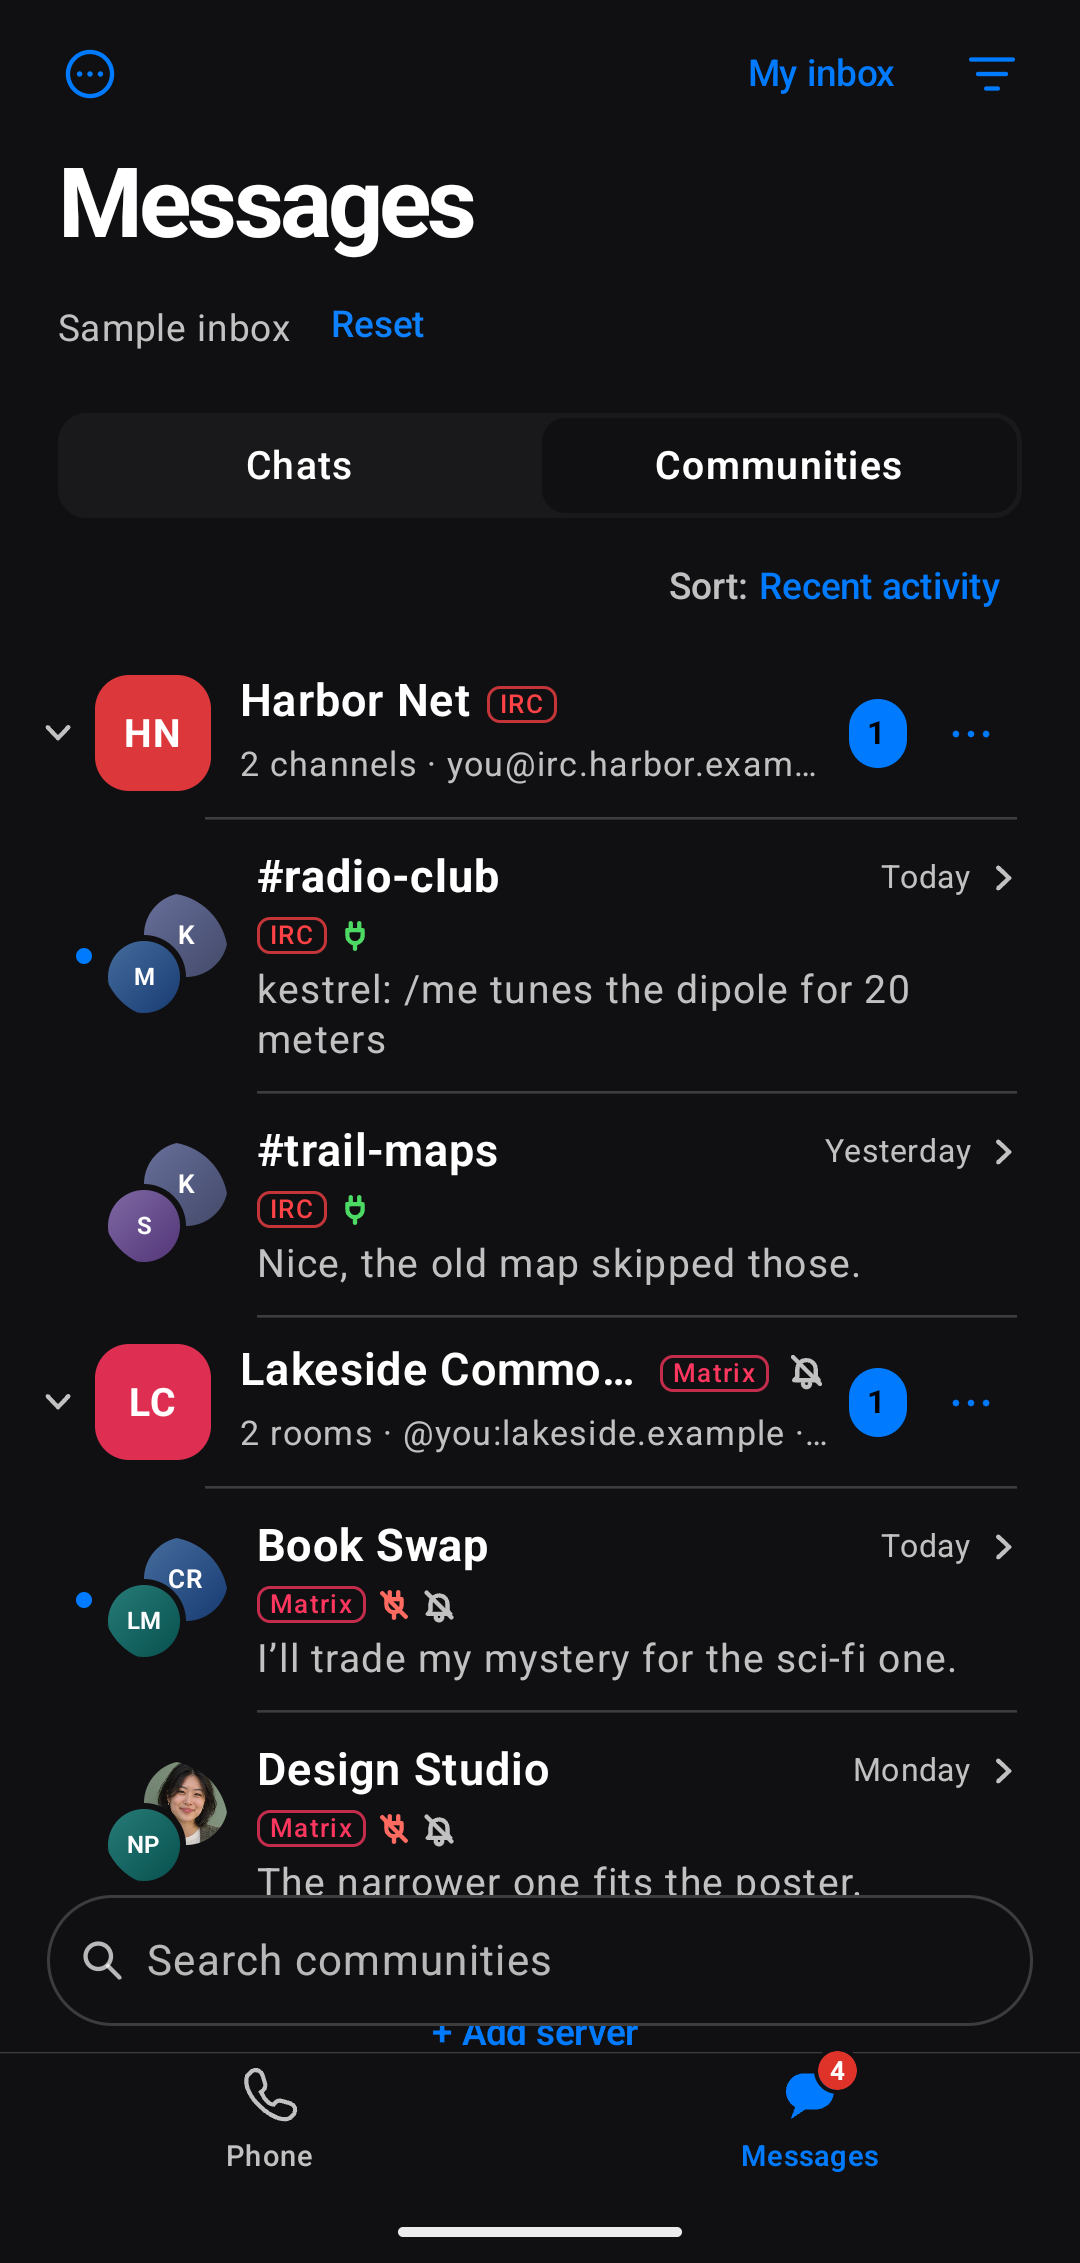 My inbox
Messages
Sample inbox Reset
Chats Communities
Sort: Recent activity
HN Harbor Net IRC 1
2 channels · you@irc.harbor.exam…
#radio-club Today
K M IRC
kestrel: /me tunes the dipole for 20
meters
#trail-maps Yesterday
K S IRC
Nice, the old map skipped those.
LC Lakeside Commo… Matrix 1
2 rooms · @you:lakeside.example ·…
Book Swap Today
CR LM Matrix
I’ll trade my mystery for the sci-fi one.
Design Studio Monday
NP Matrix
The narrower one fits the poster.
Search communities
+ Add server
4
Phone Messages